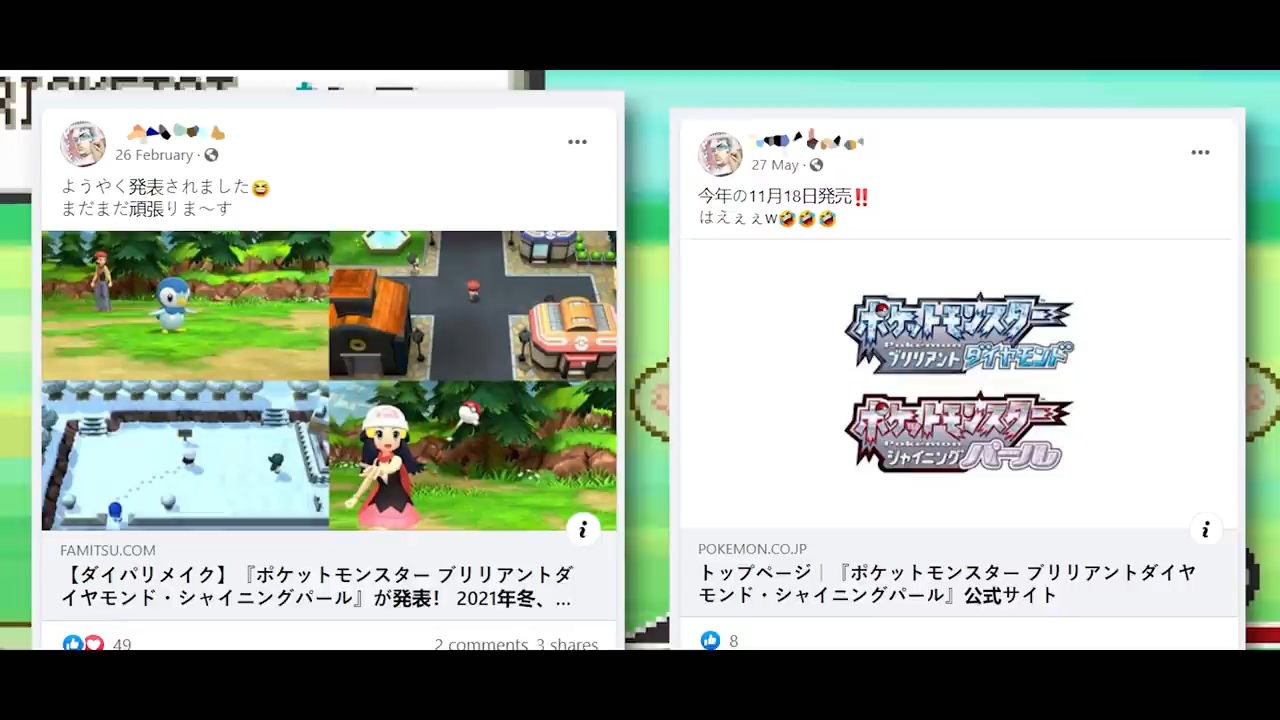 26 February
ようやく発表されました😆
まだまだ頑張りま〜す
FAMITSU.COM
【ダイパリメイク】『ポケットモンスター ブリリアントダ
イヤモンド・シャイニングパール』が発表！ 2021年冬、...
49
2 comments 3 shares
27 May
今年の11月18日発売‼️
はえぇぇw🤣🤣🤣
ポケットモンスター
Pokémon
ブリリアントダイヤモンド
ポケットモンスター
Pokémon
シャイニングパール
POKEMON.CO.JP
トップページ｜『ポケットモンスター ブリリアントダイヤ
モンド・シャイニングパール』公式サイト
8